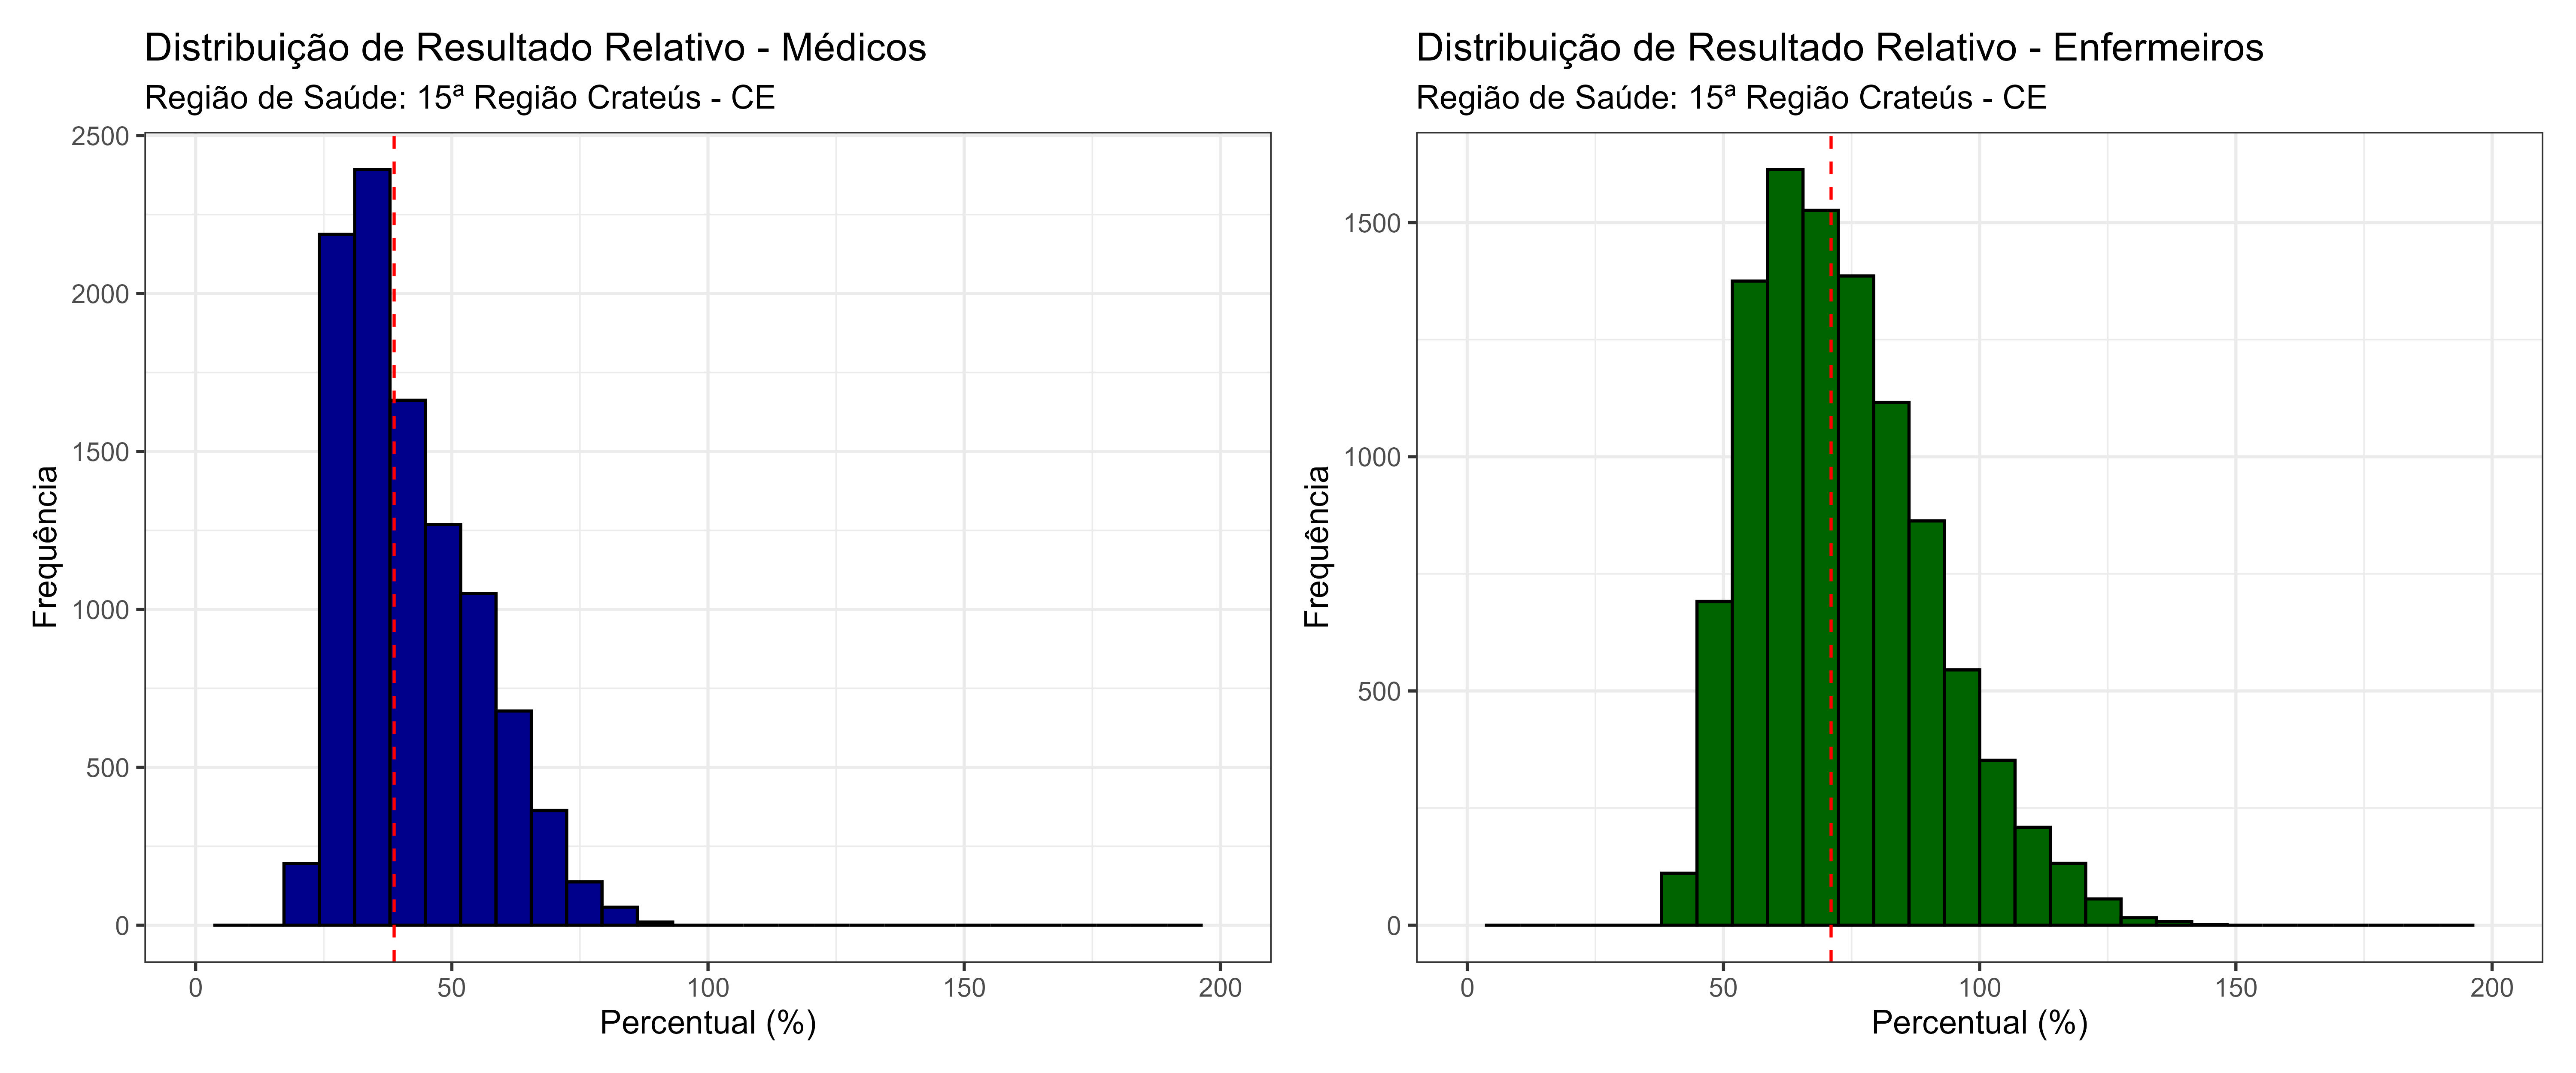 Distribuição de Resultado Relativo - Médicos
Região de Saúde: 15ª Região Crateús - CE
2500
2000
1500
1000
500
0
Frequência
0 50 100 150 200
Percentual (%)
Distribuição de Resultado Relativo - Enfermeiros
Região de Saúde: 15ª Região Crateús - CE
1500
1000
500
0
Frequência
0 50 100 150 200
Percentual (%)